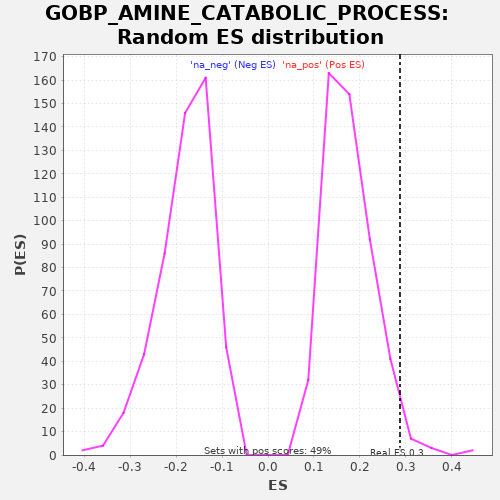 GOBP_AMINE_CATABOLIC_PROCESS:
Random ES distribution
'na_neg' (Neg ES) 'na_pos' (Pos ES)
170
160
150
140
130
120
110
100
90
80
70
60
50
40
30
20
10
0
P(ES)
Sets with pos scores: 49%
Real ES 0.3
-0.4 -0.3 -0.2 -0.1 0.0 0.1 0.2 0.3 0.4
ES